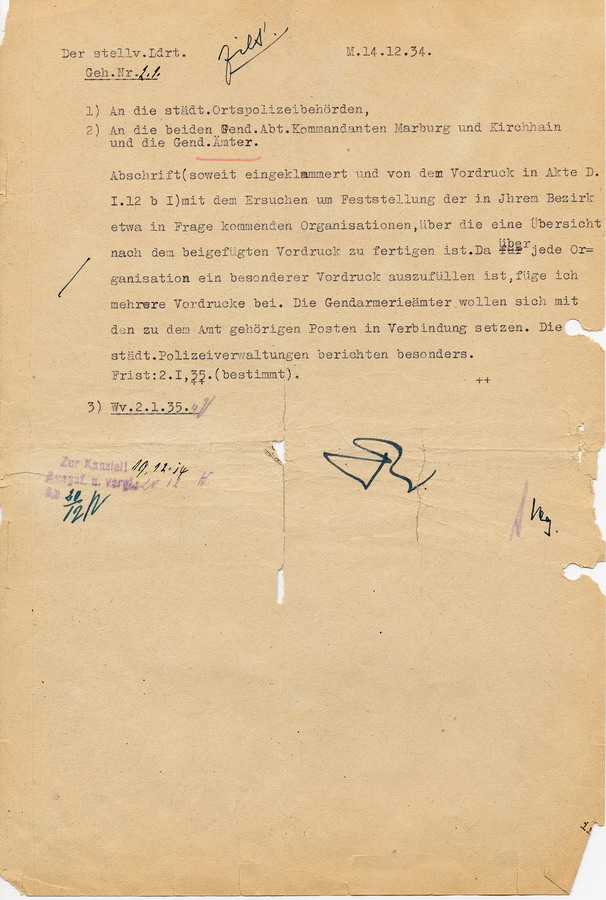 Der stellv.Ldrt.
M.14.12.34.
Geh.Nr.
1) An die städt.Ortspolizeibehörden,
2) An die beiden Gend.Abt.Kommandanten Marburg und Kirchhain
und die Gend.Ämter.
Abschrift(soweit eingeklammert und von dem Vordruck in Akte D.
I.12 b I)mit dem Ersuchen um Feststellung der in Jhrem Bezirk
etwa in Frage kommenden Organisationen,über die eine Übersicht
nach dem beigefügten Vordruck zu fertigen ist.Da über jede Or=
ganisation ein besonderer Vordruck auszufüllen ist,füge ich
mehrere Vordrucke bei. Die Gendarmerieämter wollen sich mit
den zu dem Amt gehörigen Posten in Verbindung setzen. Die
städt.Polizeiverwaltungen berichten besonders.
Frist:2.I,35.(bestimmt).
++ ++
3) Wv.2.1.35.
Zur Kanzlei 19.12.
Ausgef. u.
Ab 20/12